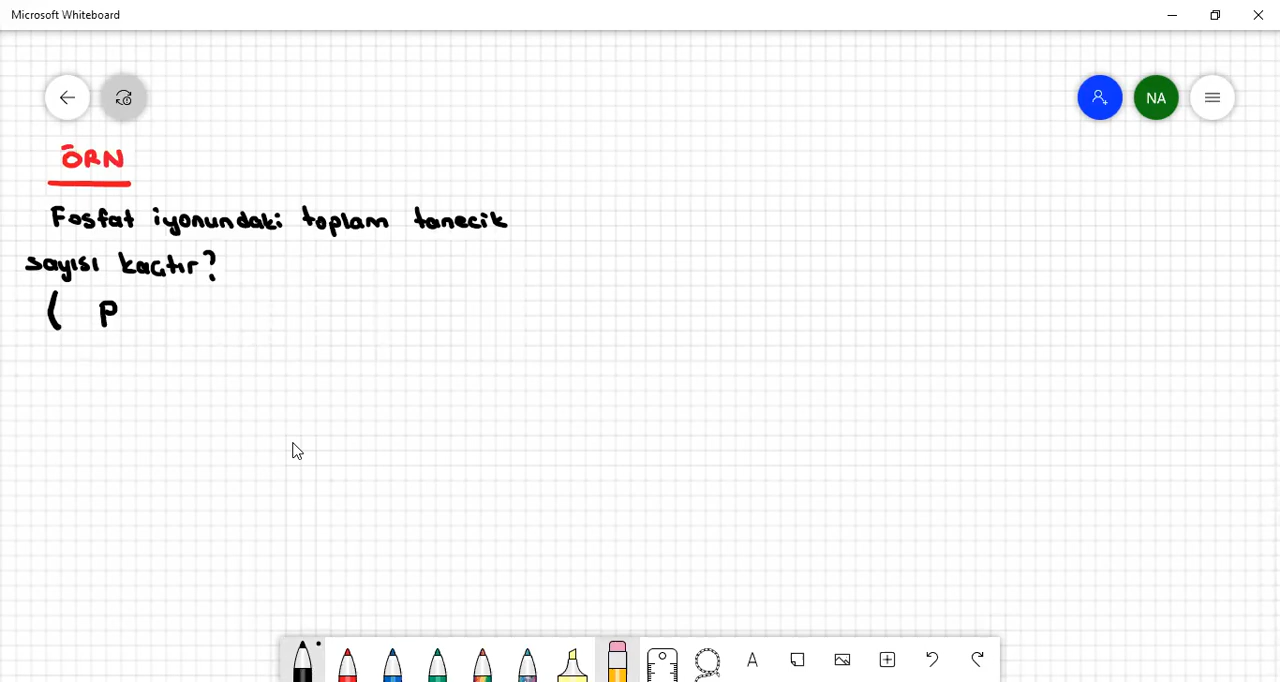 Microsoft Whiteboard
NA
ÖRN
Fosfat iyonundaki toplam tanecik
sayısı kaçtır?
( P
A